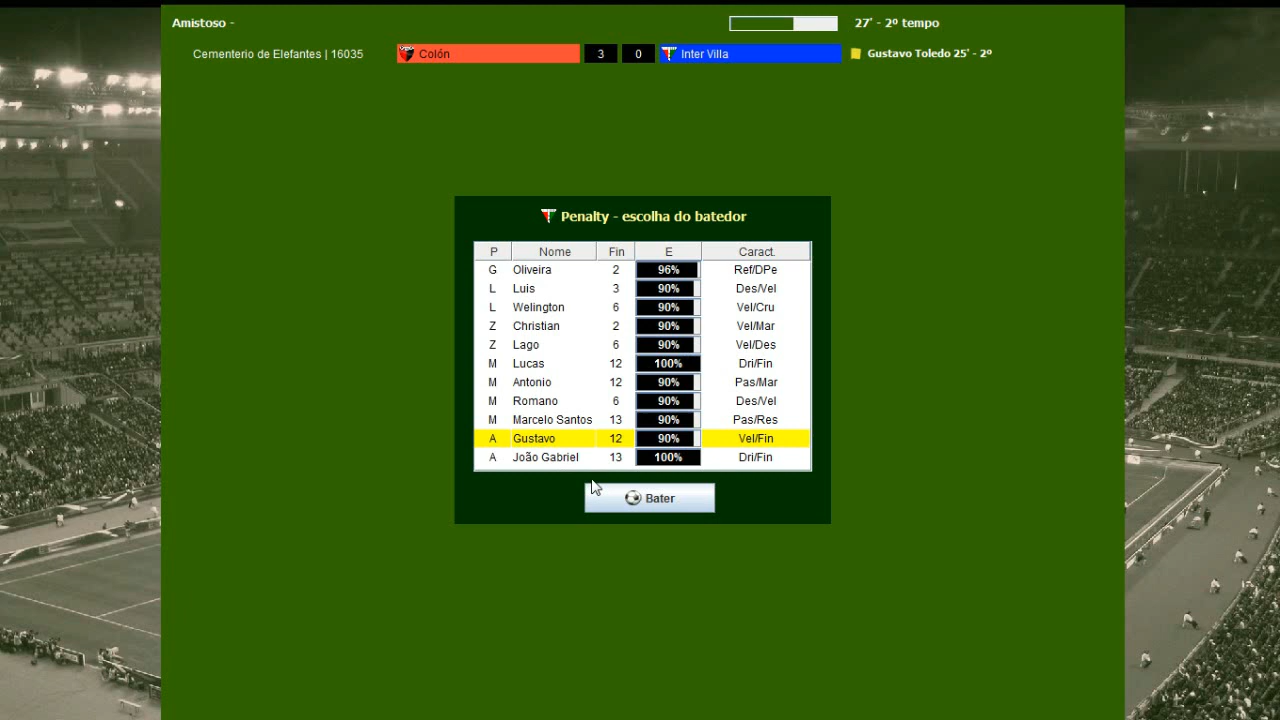 Amistoso - 27' - 2º tempo
Cementerio de Elefantes | 16035 Colón 3 0 Inter Villa Gustavo Toledo 25' - 2º
Penalty - escolha do batedor
P Nome Fin E Caract.
G Oliveira 2 96% Ref/DPe
L Luis 3 90% Des/Vel
L Welington 6 90% Vel/Cru
Z Christian 2 90% Vel/Mar
Z Lago 6 90% Vel/Des
M Lucas 12 100% Dri/Fin
M Antonio 12 90% Pas/Mar
M Romano 6 90% Des/Vel
M Marcelo Santos 13 90% Pas/Res
A Gustavo 12 90% Vel/Fin
A João Gabriel 13 100% Dri/Fin
Bater